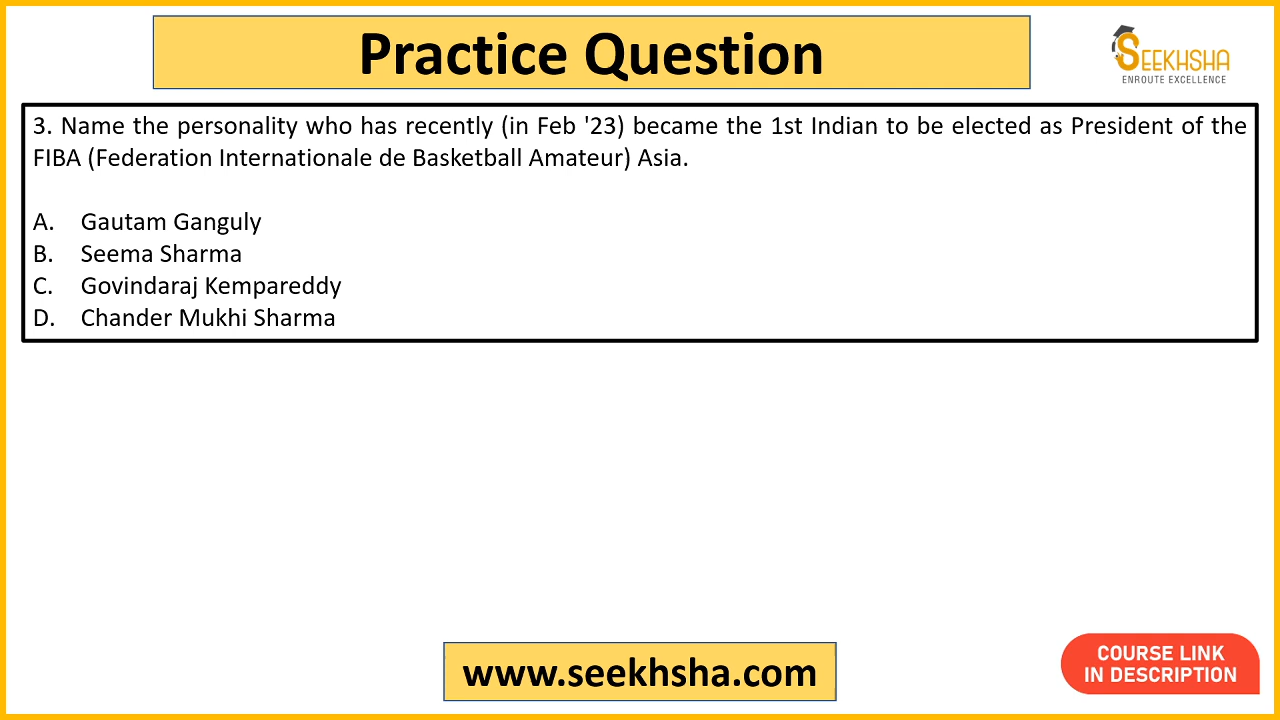 Practice Question
SEEKHSHA
ENROUTE EXCELLENCE
3. Name the personality who has recently (in Feb '23) became the 1st Indian to be elected as President of the
FIBA (Federation Internationale de Basketball Amateur) Asia.
A. Gautam Ganguly
B. Seema Sharma
C. Govindaraj Kempareddy
D. Chander Mukhi Sharma
www.seekhsha.com
COURSE LINK
IN DESCRIPTION